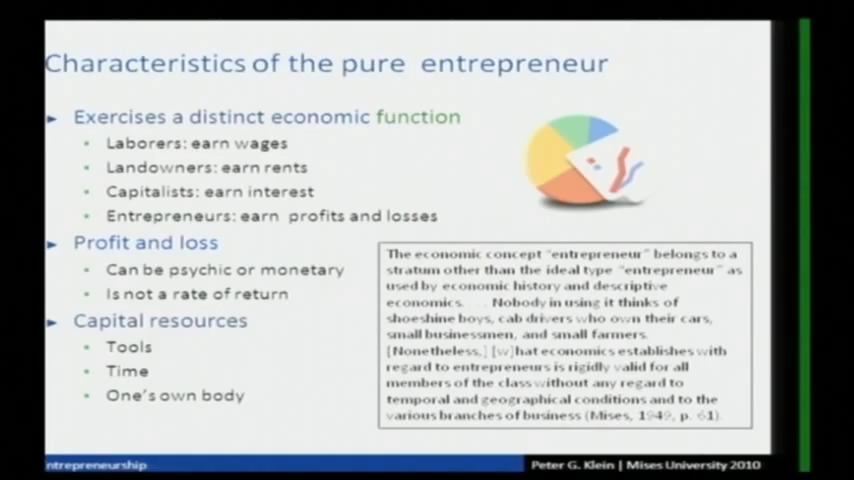 Characteristics of the pure entrepreneur
Exercises a distinct economic function
Laborers: earn wages
Landowners: earn rents
Capitalists: earn interest
Entrepreneurs: earn profits and losses
Profit and loss
Can be psychic or monetary
Is not a rate of return
Capital resources
Tools
Time
One's own body
The economic concept "entrepreneur" belongs to a
stratum other than the ideal type "entrepreneur" as
used by economic history and descriptive
economics. . . . Nobody in using it thinks of
shoeshine boys, cab drivers who own their cars,
small businessmen, and small farmers.
[Nonetheless,] [w]hat economics establishes with
regard to entrepreneurs is rigidly valid for all
members of the class without any regard to
temporal and geographical conditions and to the
various branches of business (Mises, 1949, p. 61).
ntrepreneurship
Peter G. Klein | Mises University 2010